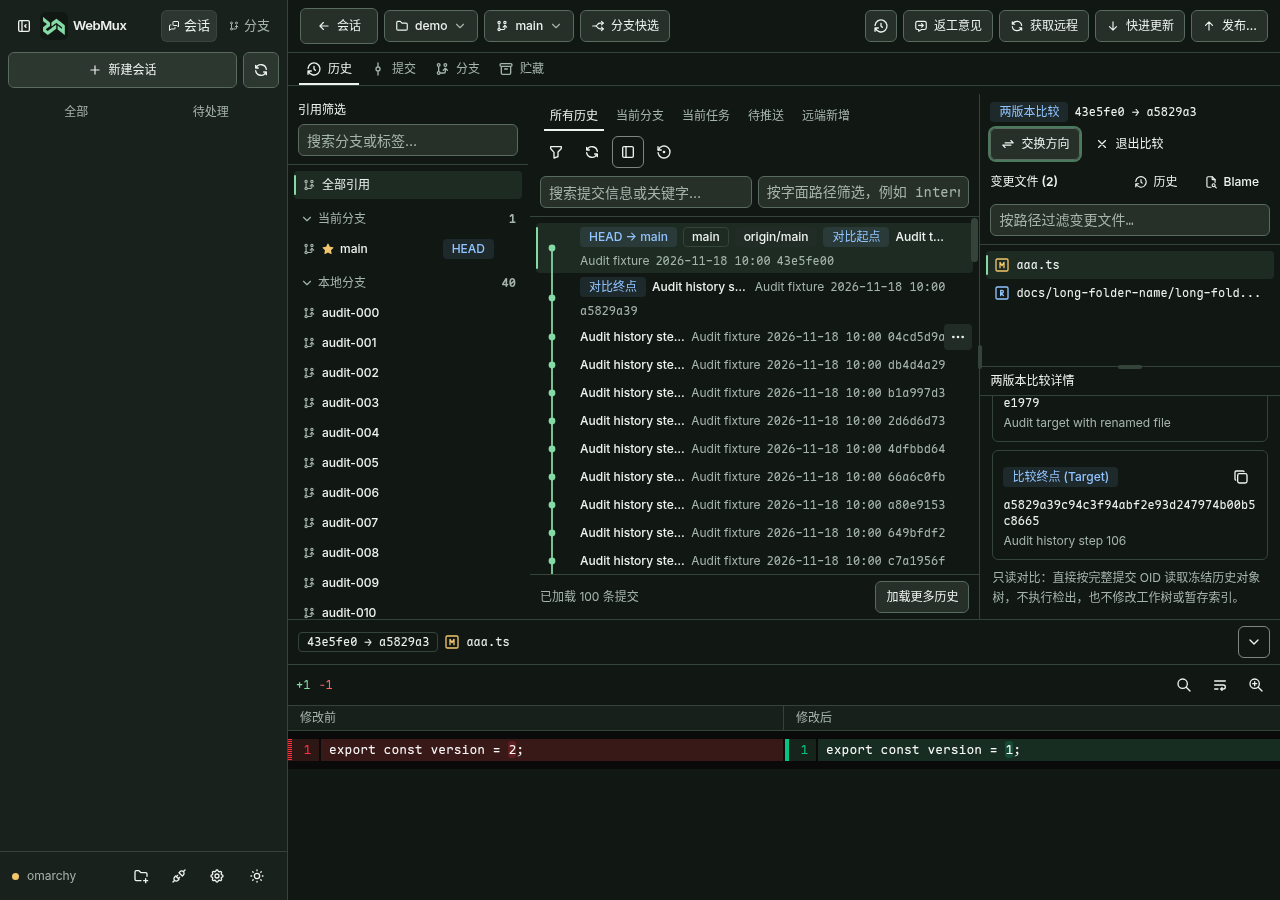 WebMux
会话
分支
新建会话
全部
待处理
omarchy
会话
demo
main
分支快选
返工意见
获取远程
快进更新
发布...
历史
提交
分支
贮藏
引用筛选
搜索分支或标签...
全部引用
当前分支 1
main HEAD
本地分支 40
audit-000
audit-001
audit-002
audit-003
audit-004
audit-005
audit-006
audit-007
audit-008
audit-009
audit-010
所有历史 当前分支 当前任务 待推送 远端新增
搜索提交信息或关键字...
按字面路径筛选，例如 inter
HEAD → main main origin/main 对比起点 Audit t...
Audit fixture 2026-11-18 10:00 43e5fe00
对比终点 Audit history s... Audit fixture 2026-11-18 10:00
a5829a39
Audit history ste... Audit fixture 2026-11-18 10:00 04cd5d9a
Audit history ste... Audit fixture 2026-11-18 10:00 db4d4a29
Audit history ste... Audit fixture 2026-11-18 10:00 b1a997d3
Audit history ste... Audit fixture 2026-11-18 10:00 2d6d6d73
Audit history ste... Audit fixture 2026-11-18 10:00 4dfbbd64
Audit history ste... Audit fixture 2026-11-18 10:00 66a6c0fb
Audit history ste... Audit fixture 2026-11-18 10:00 a80e9153
Audit history ste... Audit fixture 2026-11-18 10:00 649bfdf2
Audit history ste... Audit fixture 2026-11-18 10:00 c7a1956f
已加载 100 条提交
加载更多历史
两版本比较 43e5fe0 → a5829a3
交换方向
退出比较
变更文件 (2)
历史
Blame
按路径过滤变更文件…
M aaa.ts
R docs/long-folder-name/long-fold...
两版本比较详情
e1979
Audit target with renamed file
比较终点 (Target)
a5829a39c94c3f94abf2e93d247974b00b5
c8665
Audit history step 106
只读对比：直接按完整提交 OID 读取冻结历史对象
树，不执行检出，也不修改工作树或暂存索引。
43e5fe0 → a5829a3 M aaa.ts
+1 -1
修改前
修改后
1 export const version = 2;
1 export const version = 1;